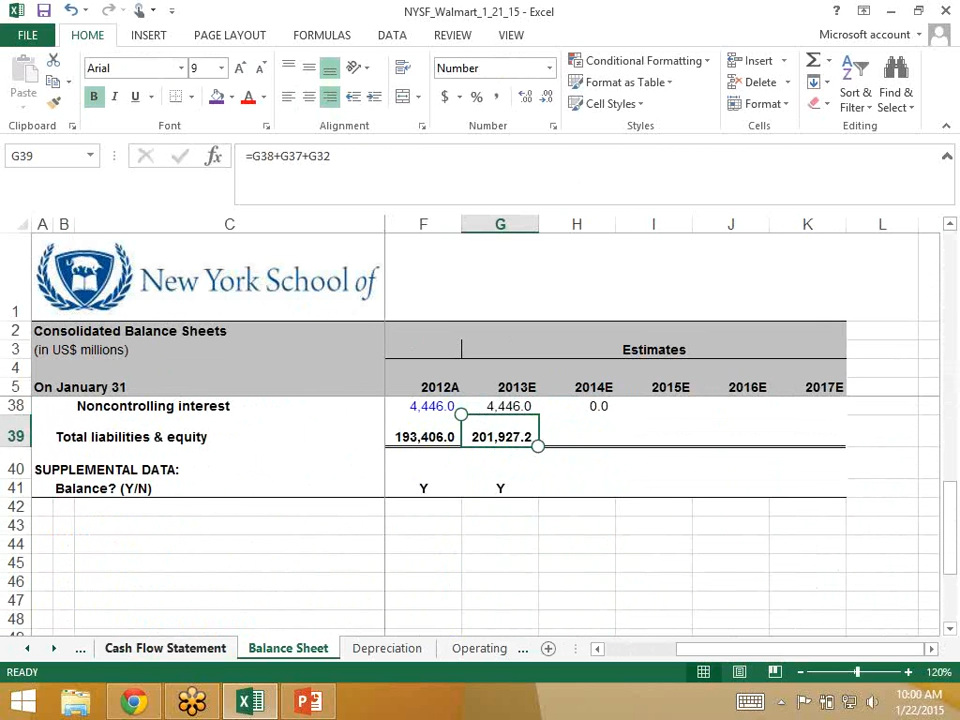 NYSF_Walmart_1_21_15 - Excel
FILE HOME INSERT PAGE LAYOUT FORMULAS DATA REVIEW VIEW Microsoft account
Paste
Arial 9
B I U
Number
$ %
Conditional Formatting
Format as Table
Cell Styles
Insert
Delete
Format
Sort & Filter
Find & Select
Clipboard Font Alignment Number Styles Cells Editing
G39 fx =G38+G37+G32
A B C F G H I J K L
1 New York School of
2 Consolidated Balance Sheets
3 (in US$ millions) Estimates
4
5 On January 31 2012A 2013E 2014E 2015E 2016E 2017E
38 Noncontrolling interest 4,446.0 4,446.0 0.0
39 Total liabilities & equity 193,406.0 201,927.2
40 SUPPLEMENTAL DATA:
41 Balance? (Y/N) Y Y
42
43
44
45
46
47
48
... Cash Flow Statement Balance Sheet Depreciation Operating ...
READY 120%
10:00 AM
1/22/2015